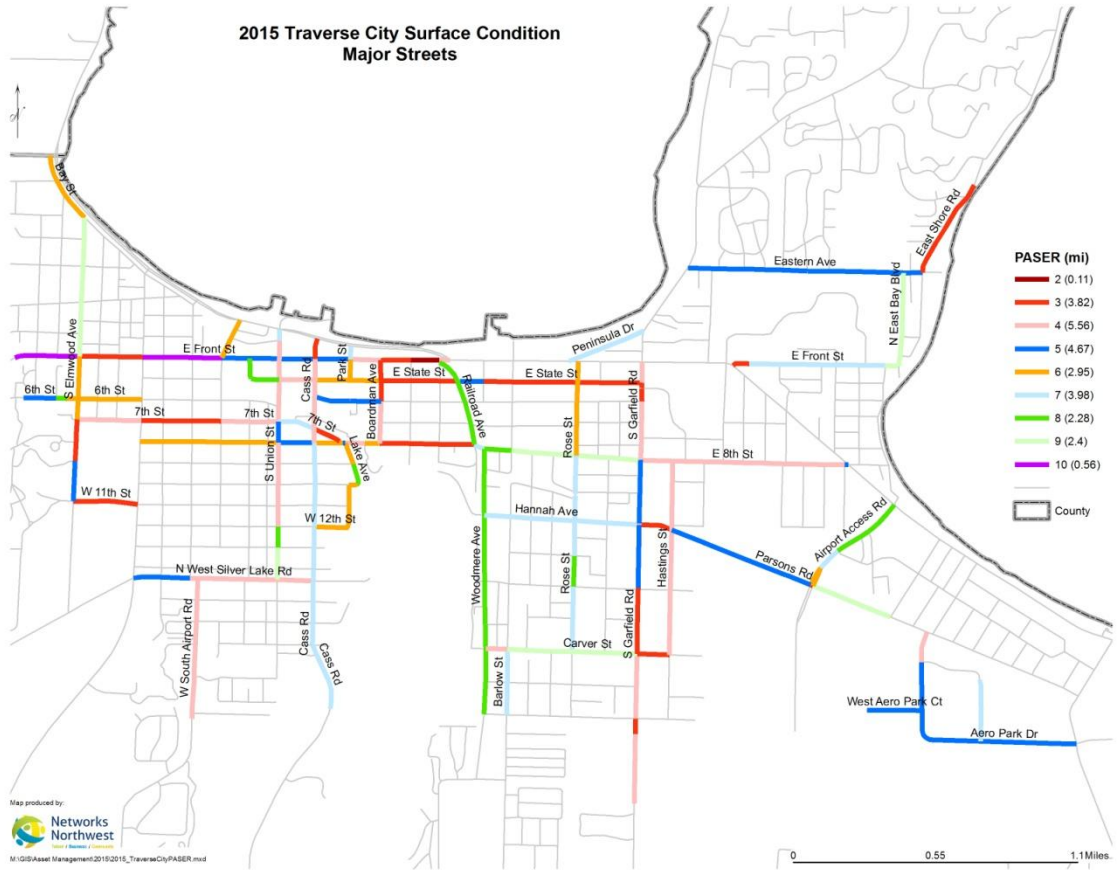 2015 Traverse City Surface Condition
Major Streets
Bay St
East Shore Rd
Eastern Ave
N East Bay Blvd
PASER (mi)
2 (0.11)
3 (3.82)
4 (5.56)
5 (4.67)
6 (2.95)
7 (3.98)
8 (2.28)
9 (2.4)
10 (0.56)
County
S Elmwood Ave
E Front St
Cass Rd
Park St
Peninsula Dr
E Front St
6th St
6th St
E State St
E State St
Boardman Ave
Railroad Ave
S Garfield Rd
7th St
7th St
7th St
S Union St
Lake Ave
Rose St
E 8th St
W 11th St
W 12th St
Hannah Ave
Hastings St
Airport Access Rd
Parsons Rd
N West Silver Lake Rd
Woodmere Ave
Rose St
W South Airport Rd
Cass Rd
Cass Rd
Carver St
S Garfield Rd
Barlow St
West Aero Park Ct
Aero Park Dr
Map produced by:
Networks
Northwest
Talent / Business / Community
M:\GIS\Asset Management\2015\2015_TraverseCityPASER.mxd
0 0.55 1.1 Miles